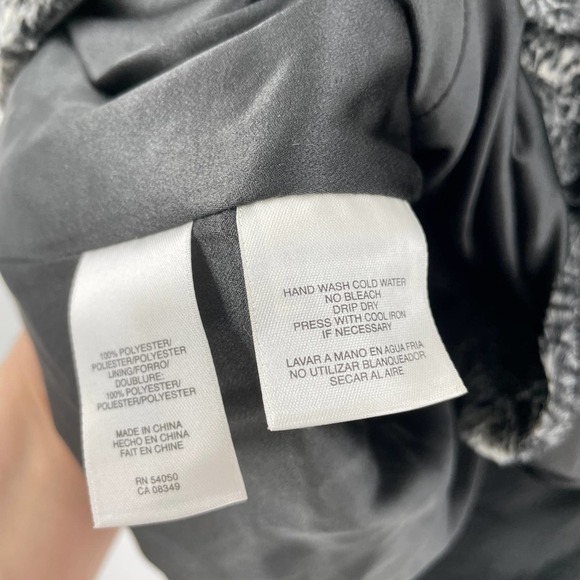 100% POLYESTER/
POLIESTER/POLYESTER
LINING/FORRO/
DOUBLURE:
100% POLYESTER/
POLIESTER/POLYESTER
MADE IN CHINA
HECHO EN CHINA
FAIT EN CHINE
RN 54050
CA 08349
HAND WASH COLD WATER
NO BLEACH
DRIP DRY
PRESS WITH COOL IRON
IF NECESSARY
LAVAR A MANO EN AGUA FRIA
NO UTILIZAR BLANQUEADOR
SECAR AL AIRE